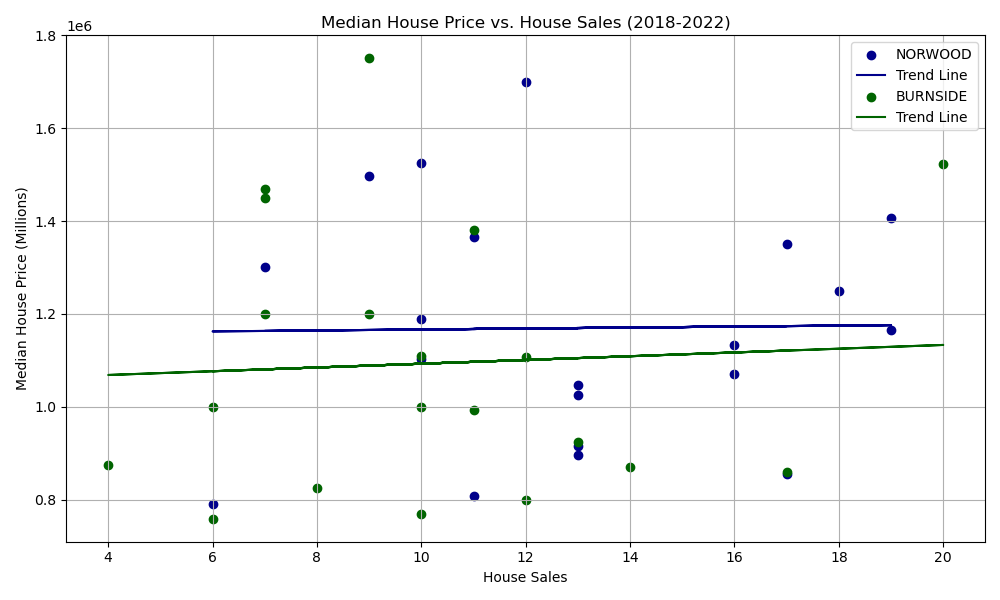 Median House Price vs. House Sales (2018-2022)
1e6
1.8
1.6
1.4
1.2
1.0
0.8
Median House Price (Millions)
NORWOOD
Trend Line
BURNSIDE
Trend Line
4 6 8 10 12 14 16 18 20
House Sales